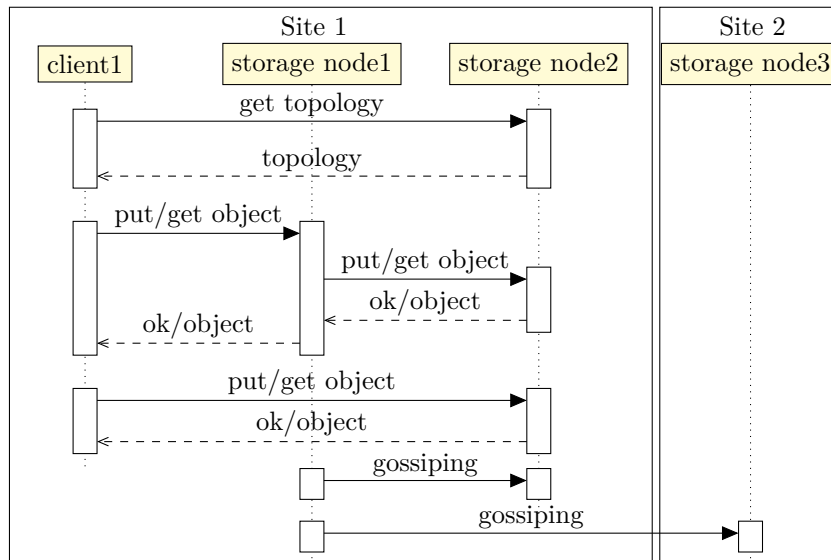 Site 1
Site 2
client1
storage node1
storage node2
storage node3
get topology
topology
put/get object
put/get object
ok/object
ok/object
put/get object
ok/object
gossiping
gossiping